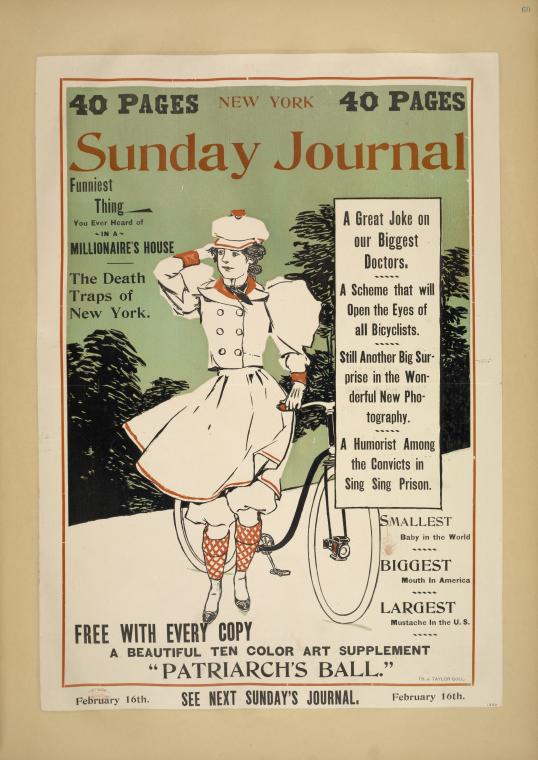 60
40 PAGES NEW YORK 40 PAGES
Sunday Journal
Funniest
Thing
You Ever Heard of
~IN A~
MILLIONAIRE'S HOUSE
The Death
Traps of
New York.
A Great Joke on
our Biggest
Doctors.
A Scheme that will
Open the Eyes of
all Bicyclists.
Still Another Big Sur-
prise in the Won-
derful New Pho-
tography.
A Humorist Among
the Convicts in
Sing Sing Prison.
SMALLEST
Baby in the World
BIGGEST
Mouth In America
LARGEST
Mustache In the U. S.
FREE WITH EVERY COPY
A BEAUTIFUL TEN COLOR ART SUPPLEMENT
"PATRIARCH'S BALL."
February 16th. SEE NEXT SUNDAY'S JOURNAL. February 16th.